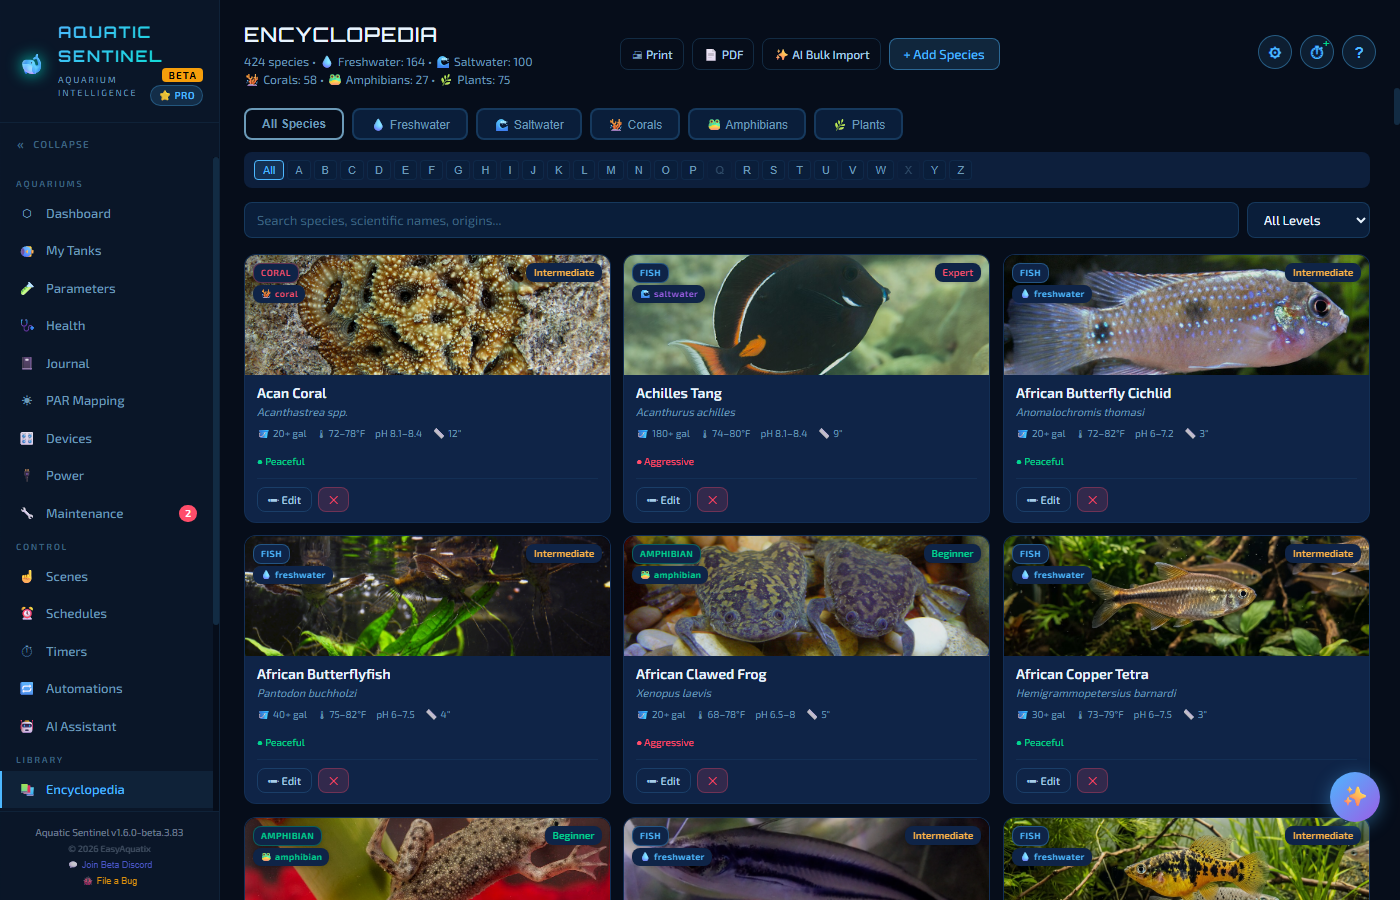 AQUATIC
SENTINEL
AQUARIUM
INTELLIGENCE
BETA
PRO
« COLLAPSE
AQUARIUMS
Dashboard
My Tanks
Parameters
Health
Journal
PAR Mapping
Devices
Power
Maintenance 2
CONTROL
Scenes
Schedules
Timers
Automations
AI Assistant
LIBRARY
Encyclopedia
Aquatic Sentinel v1.6.0-beta.3.83
© 2026 EasyAquatix
Join Beta Discord
File a Bug
ENCYCLOPEDIA
424 species • Freshwater: 164 • Saltwater: 100
Corals: 58 • Amphibians: 27 • Plants: 75
Print PDF AI Bulk Import + Add Species
?
All Species Freshwater Saltwater Corals Amphibians Plants
All A B C D E F G H I J K L M N O P Q R S T U V W X Y Z
Search species, scientific names, origins...
All Levels
CORAL Intermediate
coral
Acan Coral
Acanthastrea spp.
20+ gal 72–78°F pH 8.1–8.4 12"
• Peaceful
Edit
FISH Expert
saltwater
Achilles Tang
Acanthurus achilles
180+ gal 74–80°F pH 8.1–8.4 9"
• Aggressive
Edit
FISH Intermediate
freshwater
African Butterfly Cichlid
Anomalochromis thomasi
20+ gal 72–82°F pH 6–7.2 3"
• Peaceful
Edit
FISH Intermediate
freshwater
African Butterflyfish
Pantodon buchholzi
40+ gal 75–82°F pH 6–7.5 4"
• Peaceful
Edit
AMPHIBIAN Beginner
amphibian
African Clawed Frog
Xenopus laevis
20+ gal 68–78°F pH 6.5–8 5"
• Aggressive
Edit
FISH Intermediate
freshwater
African Copper Tetra
Hemigrammopetersius barnardi
30+ gal 73–79°F pH 6–7.5 3"
• Peaceful
Edit
AMPHIBIAN Beginner
amphibian
FISH Intermediate
freshwater
FISH Intermediate
freshwater